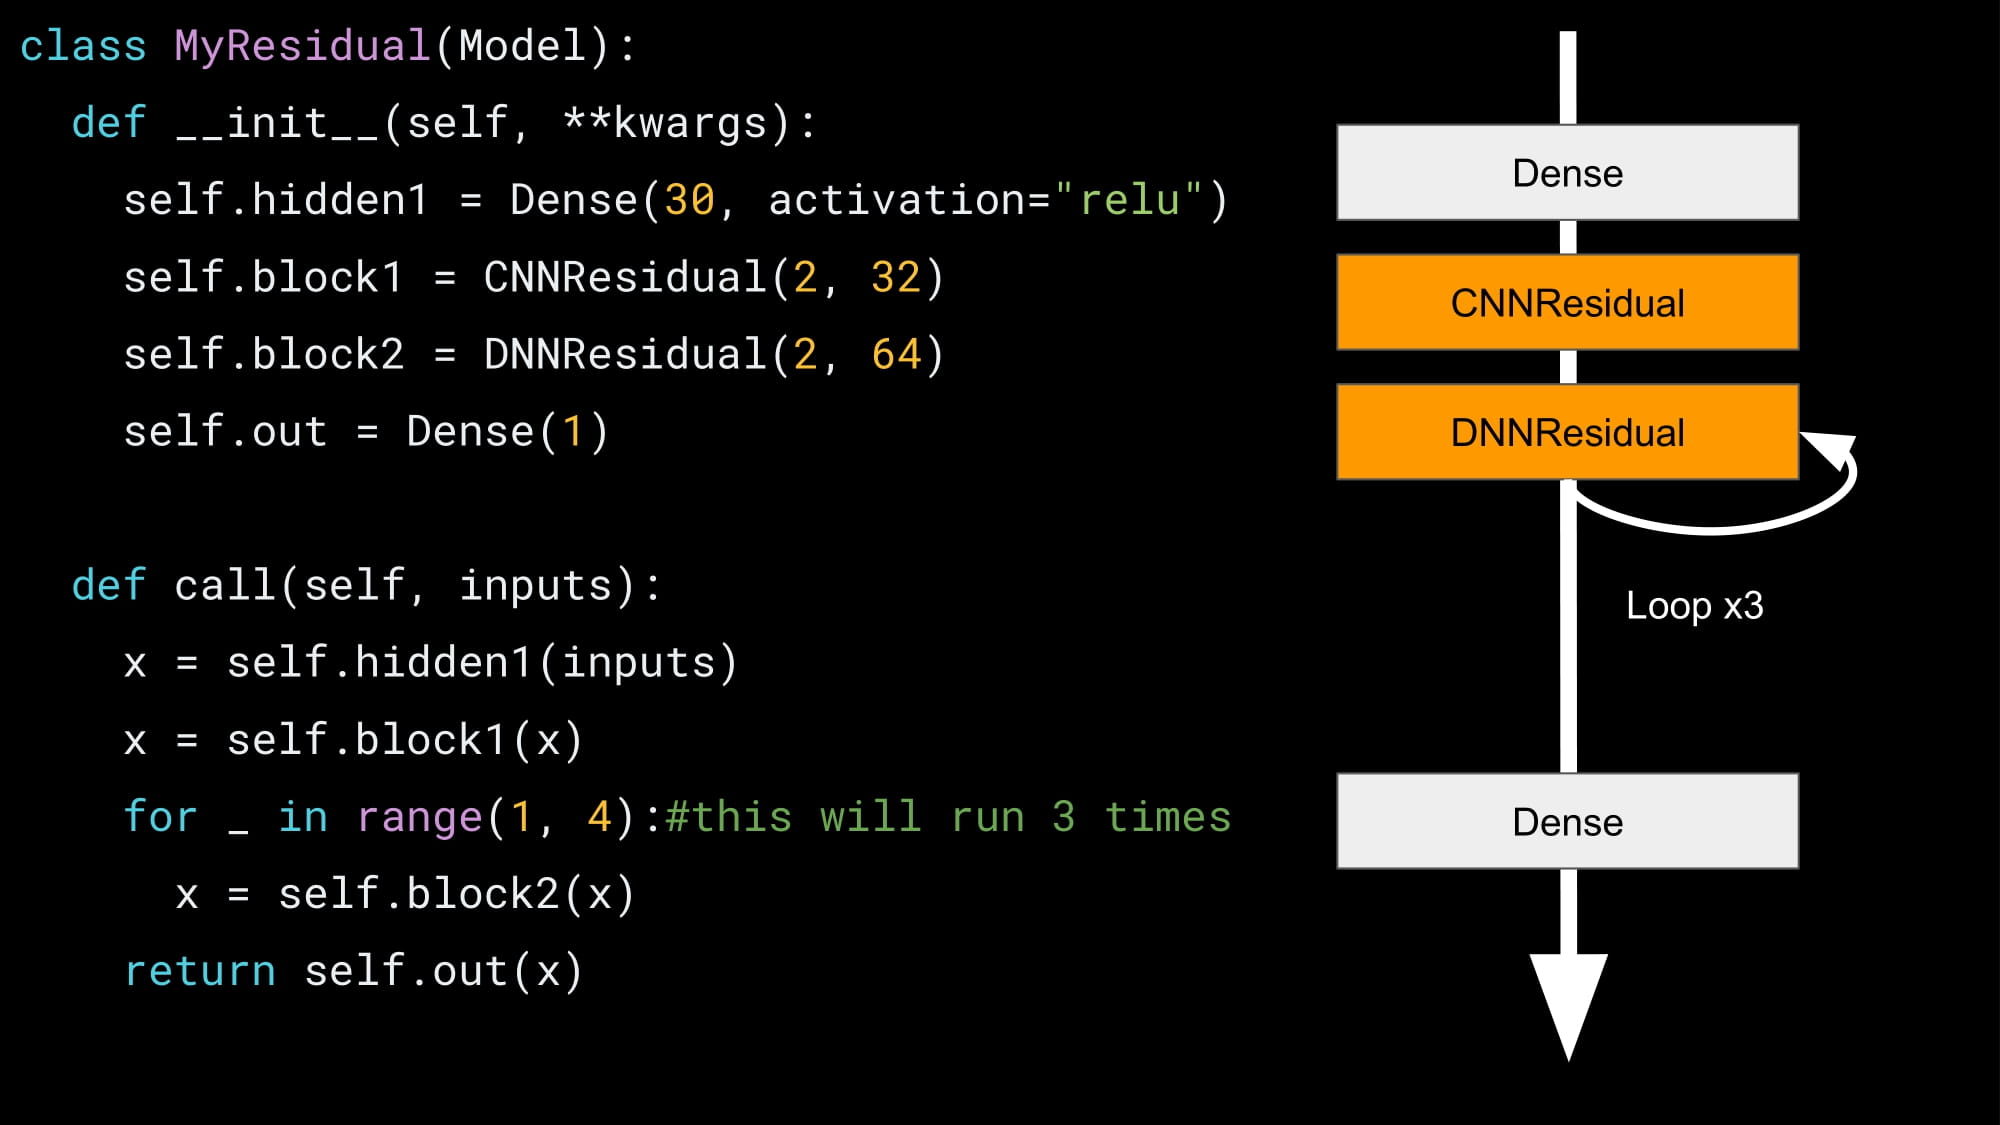 class MyResidual(Model):
  def __init__(self, **kwargs):
    self.hidden1 = Dense(30, activation="relu")
    self.block1 = CNNResidual(2, 32)
    self.block2 = DNNResidual(2, 64)
    self.out = Dense(1)
  def call(self, inputs):
    x = self.hidden1(inputs)
    x = self.block1(x)
    for _ in range(1, 4):#this will run 3 times
      x = self.block2(x)
    return self.out(x)
Dense
CNNResidual
DNNResidual
Loop x3
Dense